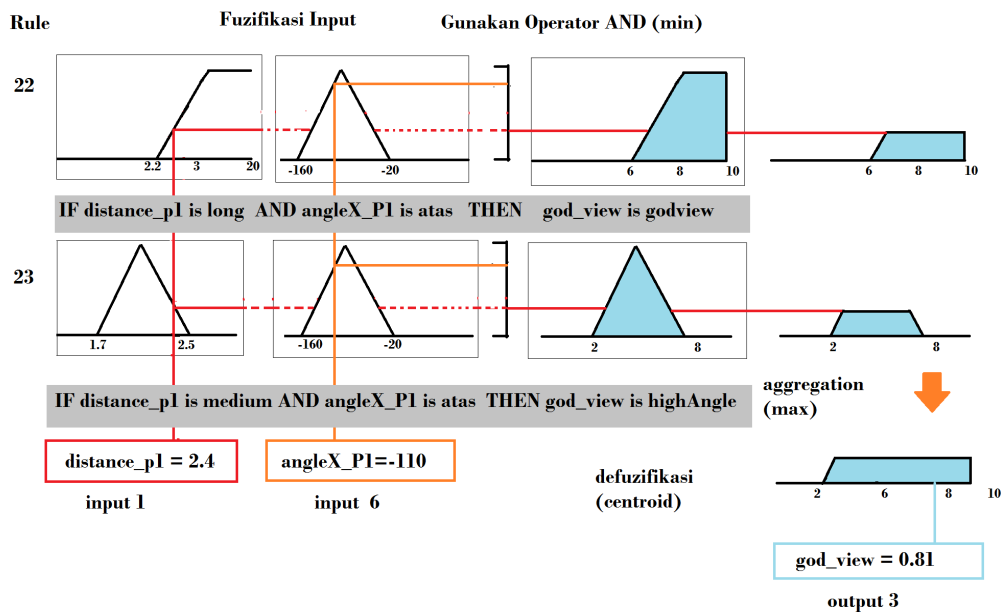 Rule
Fuzifikasi Input
Gunakan Operator AND (min)
22
2.2 3 20
-160 -20
6 8 10
6 8 10
IF distance_p1 is long AND angleX_P1 is atas THEN god_view is godview
23
1.7 2.5
-160 -20
2 8
2 8
IF distance_p1 is medium AND angleX_P1 is atas THEN god_view is highAngle
aggregation
(max)
distance_p1 = 2.4
angleX_P1=-110
input 1
input 6
defuzifikasi
(centroid)
2 6 8 10
god_view = 0.81
output 3